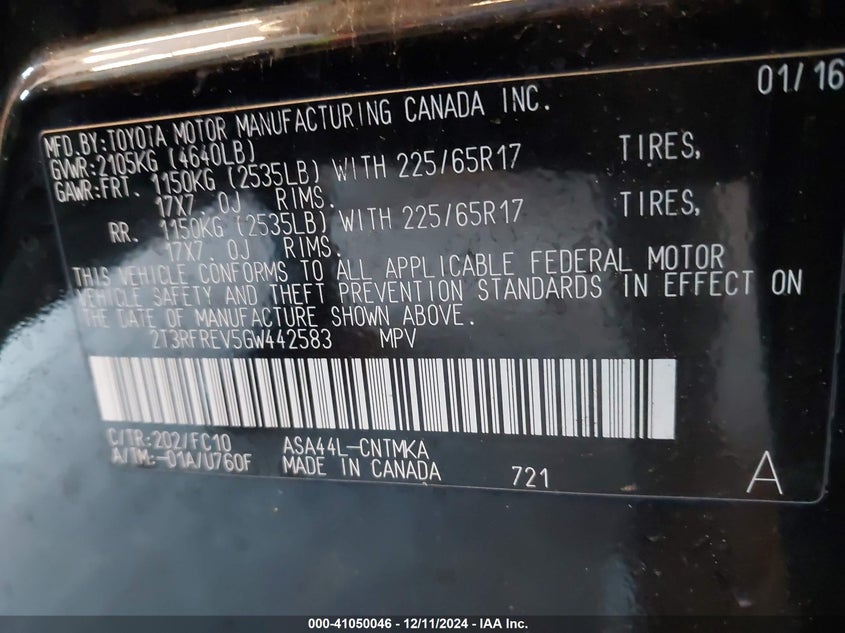 01/16
MFD.BY:TOYOTA MOTOR MANUFACTURING CANADA INC.
GVWR:2105KG (4640LB)
GAWR:FRT. 1150KG (2535LB) WITH 225/65R17 TIRES,
17X7.0J RIMS.
RR. 1150KG (2535LB) WITH 225/65R17 TIRES,
17X7.0J RIMS.
THIS VEHICLE CONFORMS TO ALL APPLICABLE FEDERAL MOTOR
VEHICLE SAFETY AND THEFT PREVENTION STANDARDS IN EFFECT ON
THE DATE OF MANUFACTURE SHOWN ABOVE.
2T3RFREV5GW442583 MPV
C/TR:202/FC10 ASA44L-CNTMKA
A/TM:-01A/U760F MADE IN CANADA 721 A
000-41050046 - 12/11/2024 - IAA Inc.